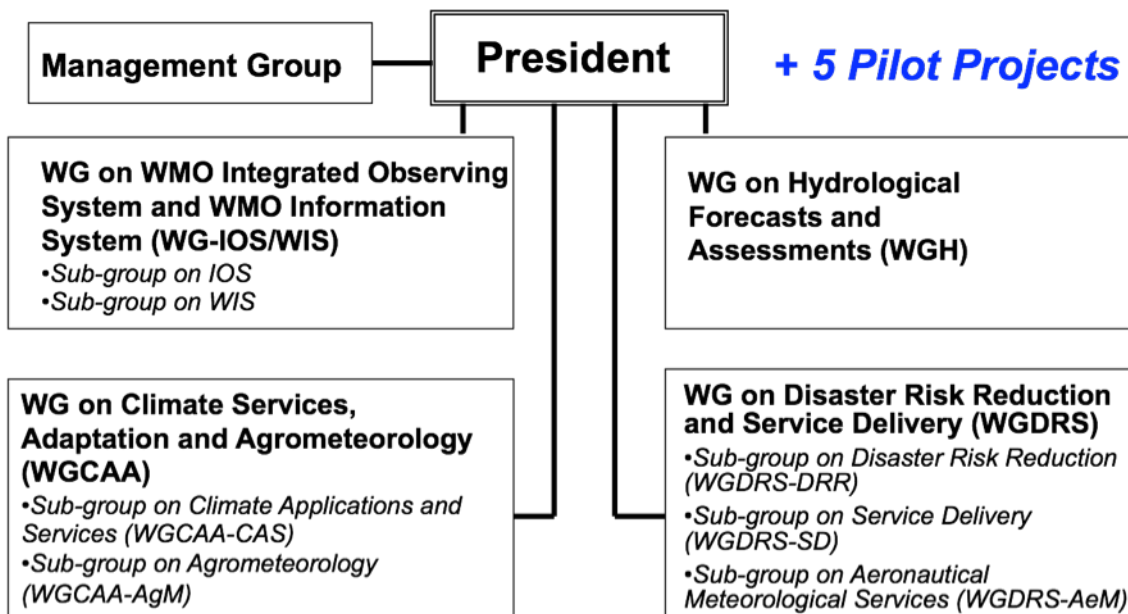 Management Group
President
+ 5 Pilot Projects
WG on WMO Integrated Observing
System and WMO Information
System (WG-IOS/WIS)
•Sub-group on IOS
•Sub-group on WIS
WG on Hydrological
Forecasts and
Assessments (WGH)
WG on Climate Services,
Adaptation and Agrometeorology
(WGCAA)
•Sub-group on Climate Applications and
Services (WGCAA-CAS)
•Sub-group on Agrometeorology
(WGCAA-AgM)
WG on Disaster Risk Reduction
and Service Delivery (WGDRS)
•Sub-group on Disaster Risk Reduction
(WGDRS-DRR)
•Sub-group on Service Delivery
(WGDRS-SD)
•Sub-group on Aeronautical
Meteorological Services (WGDRS-AeM)